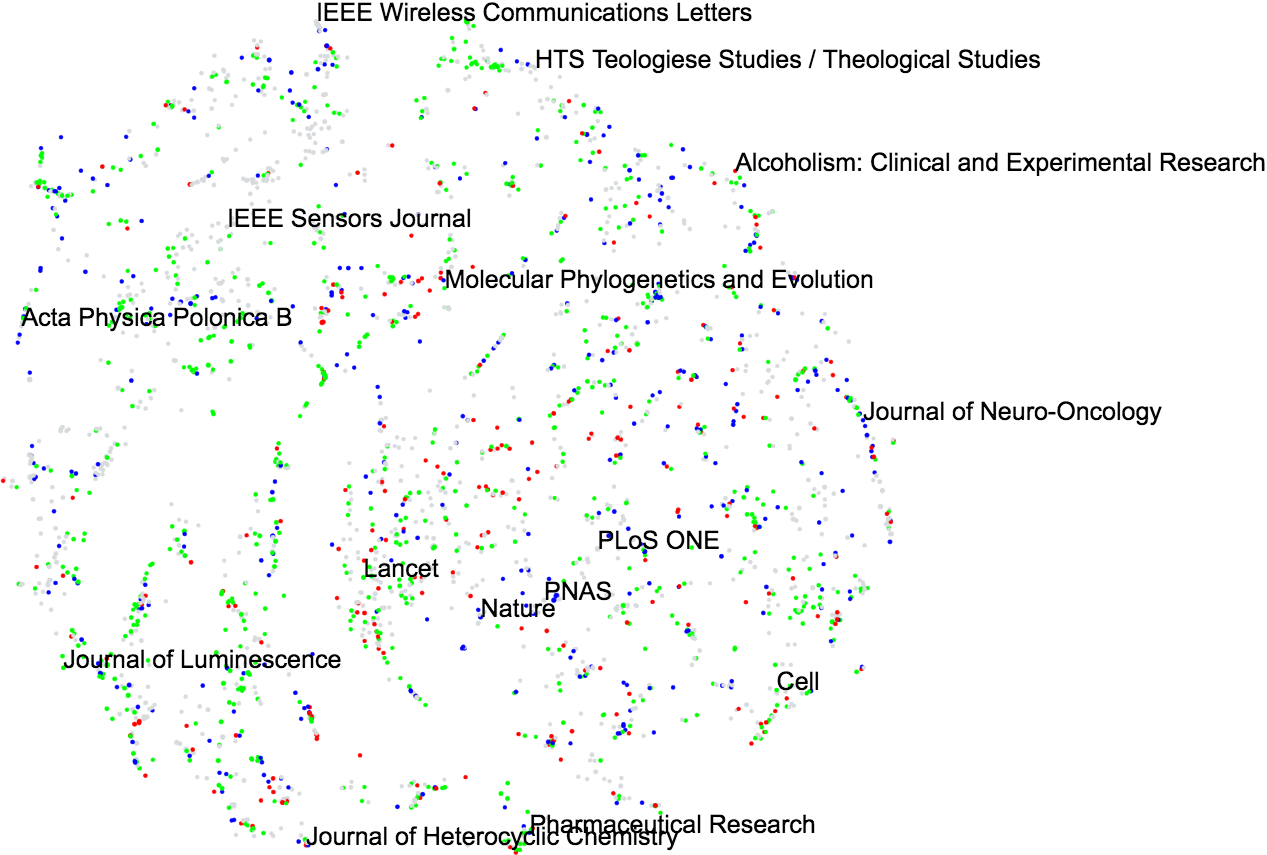 IEEE Wireless Communications Letters
HTS Teologiese Studies / Theological Studies
Alcoholism: Clinical and Experimental Research
IEEE Sensors Journal
Molecular Phylogenetics and Evolution
Acta Physica Polonica B
Journal of Neuro-Oncology
PLoS ONE
Lancet
PNAS
Nature
Journal of Luminescence
Cell
Pharmaceutical Research
Journal of Heterocyclic Chemistry